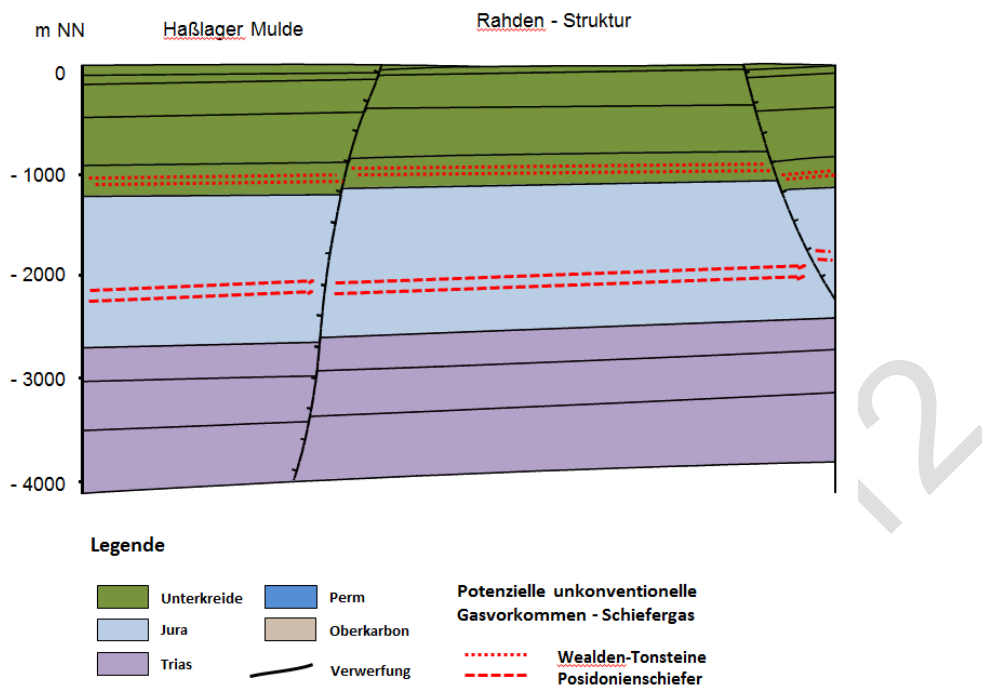 m NN
Haßlager Mulde
Rahden - Struktur
0
- 1000
- 2000
- 3000
- 4000
12
Legende
Unterkreide
Jura
Trias
Perm
Oberkarbon
Verwerfung
Potenzielle unkonventionelle
Gasvorkommen - Schiefergas
Wealden-Tonsteine
Posidonienschiefer